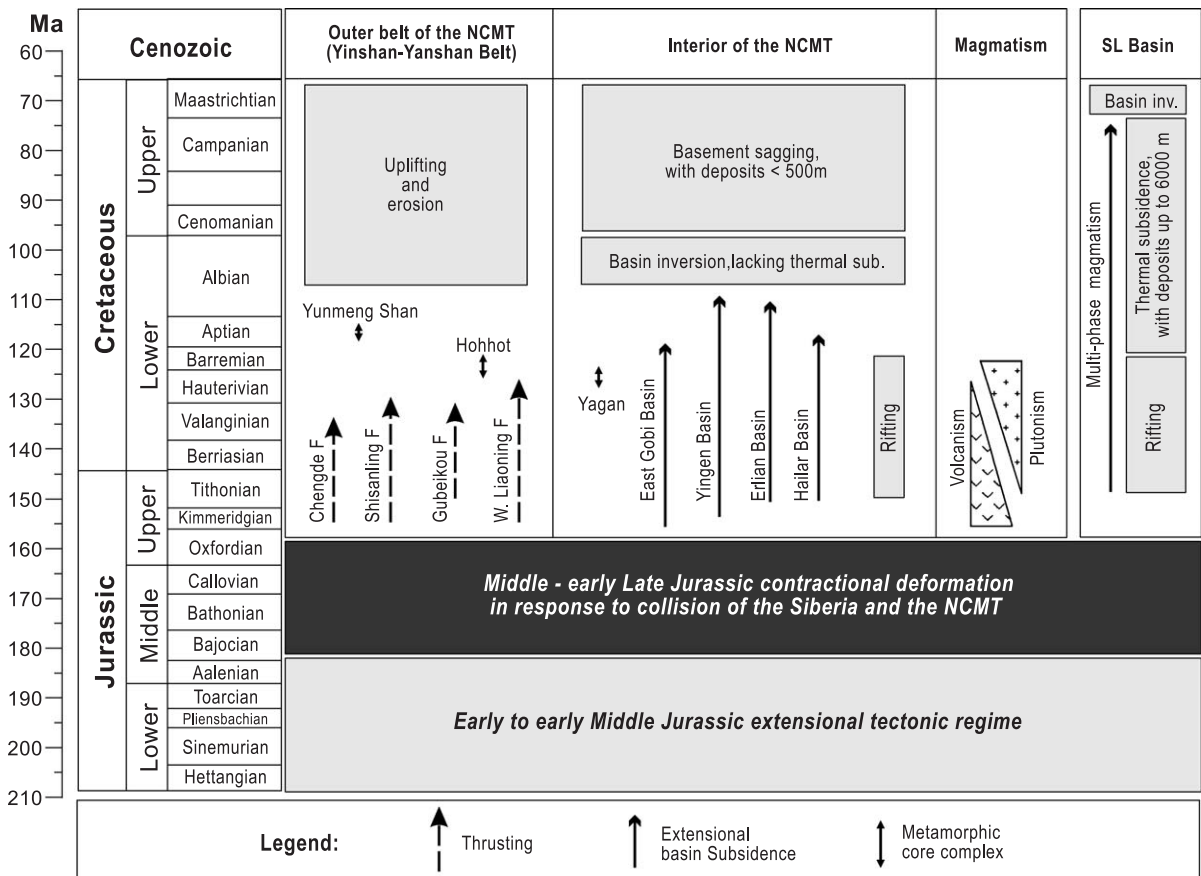 Ma
60
70
80
90
100
110
120
130
140
150
160
170
180
190
200
210
Cenozoic
Outer belt of the NCMT
(Yinshan-Yanshan Belt)
Interior of the NCMT
Magmatism
SL Basin
Cretaceous
Upper
Lower
Jurassic
Upper
Middle
Lower
Maastrichtian
Campanian
Cenomanian
Albian
Aptian
Barremian
Hauterivian
Valanginian
Berriasian
Tithonian
Kimmeridgian
Oxfordian
Callovian
Bathonian
Bajocian
Aalenian
Toarcian
Pliensbachian
Sinemurian
Hettangian
Uplifting
and
erosion
Yunmeng Shan
Hohhot
Chengde F
Shisanling F
Gubeikou F
W. Liaoning F
Basement sagging,
with deposits < 500m
Basin inversion,lacking thermal sub.
Yagan
East Gobi Basin
Yingen Basin
Erlian Basin
Hailar Basin
Rifting
Volcanism
Plutonism
Basin inv.
Multi-phase magmatism
Thermal subsidence,
with deposits up to 6000 m
Rifting
Middle - early Late Jurassic contractional deformation
in response to collision of the Siberia and the NCMT
Early to early Middle Jurassic extensional tectonic regime
Legend:
Thrusting
Extensional
basin Subsidence
Metamorphic
core complex